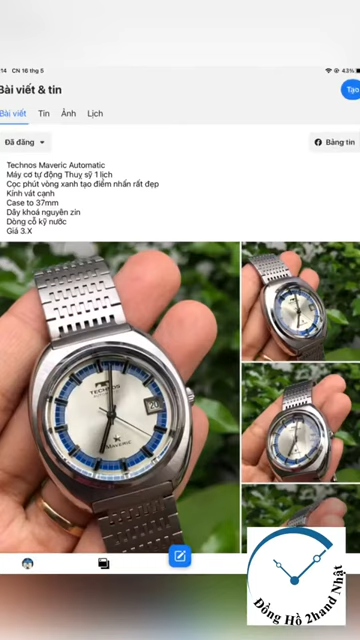 14 CN 16 thg 5
43%
Bài viết & tin
Tạo
Bài viết Tin Ảnh Lịch
Đã đăng
Bảng tin
Technos Maveric Automatic
Máy cơ tự động Thuỵ sỹ 1 lịch
Cọc phút vòng xanh tạo điểm nhấn rất đẹp
Kính vát cạnh
Case to 37mm
Dây khoá nguyên zin
Dòng cỗ kỹ nước
Giá 3.X
TECHNOS
20
MAVERIC
Đồng Hồ 2hand Nhật